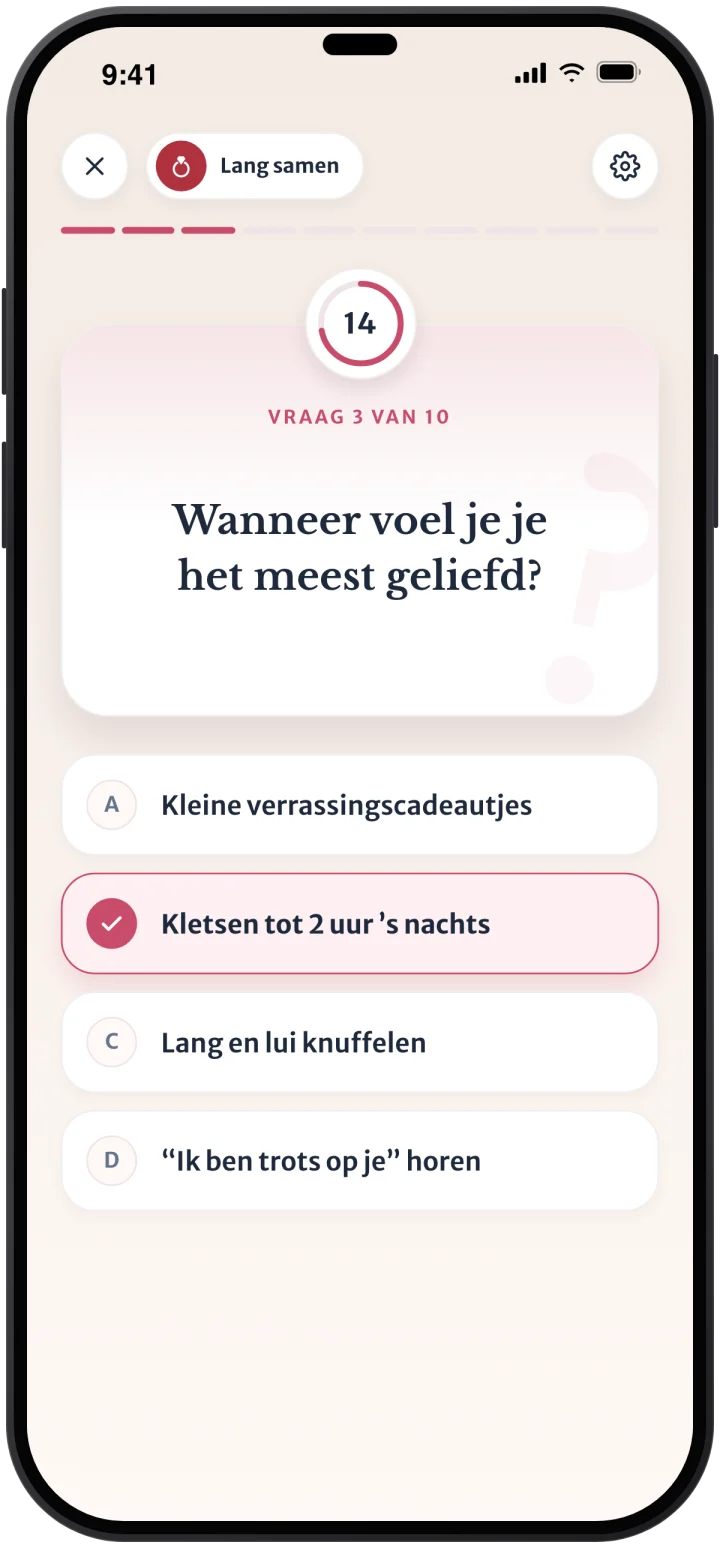 9:41
Lang samen
14
VRAAG 3 VAN 10
Wanneer voel je je
het meest geliefd?
?
A Kleine verrassingscadeautjes
Kletsen tot 2 uur ’s nachts
C Lang en lui knuffelen
D “Ik ben trots op je” horen